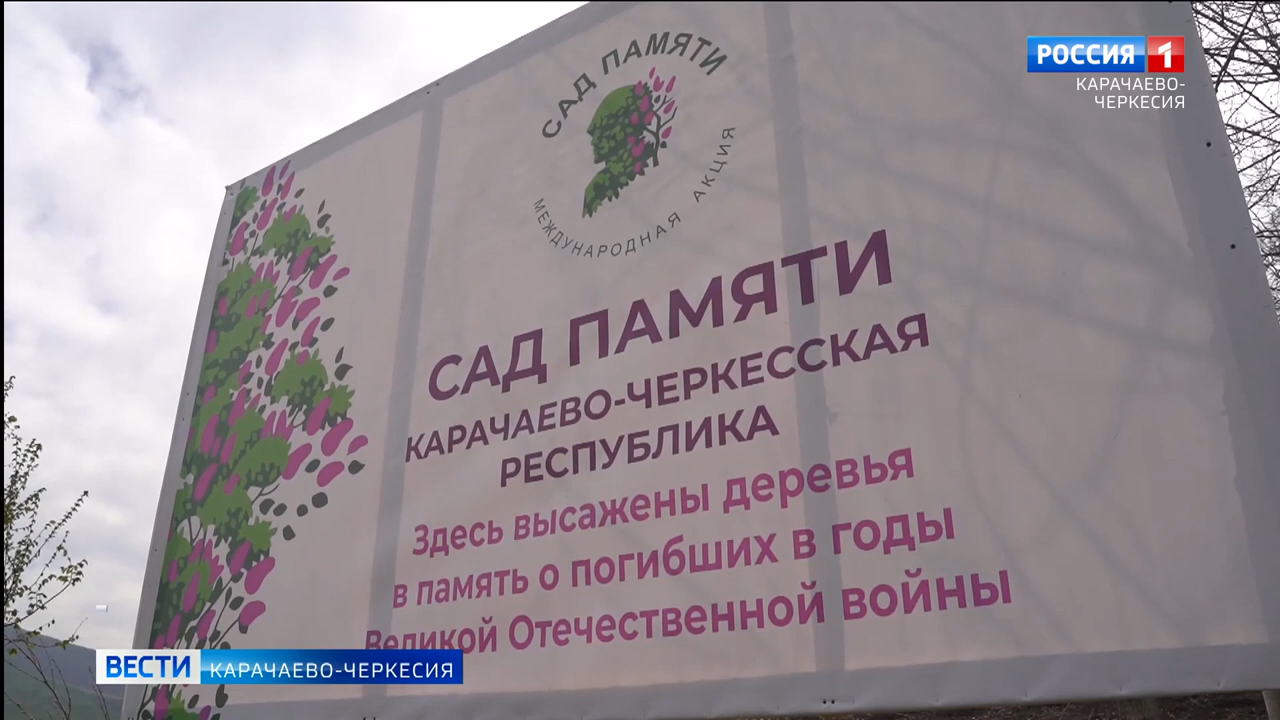 РОССИЯ 1
КАРАЧАЕВО-
ЧЕРКЕСИЯ
САД ПАМЯТИ
МЕЖДУНАРОДНАЯ АКЦИЯ
САД ПАМЯТИ
КАРАЧАЕВО-ЧЕРКЕССКАЯ
РЕСПУБЛИКА
Здесь высажены деревья
в память о погибших в годы
Великой Отечественной войны
ВЕСТИ КАРАЧАЕВО-ЧЕРКЕСИЯ